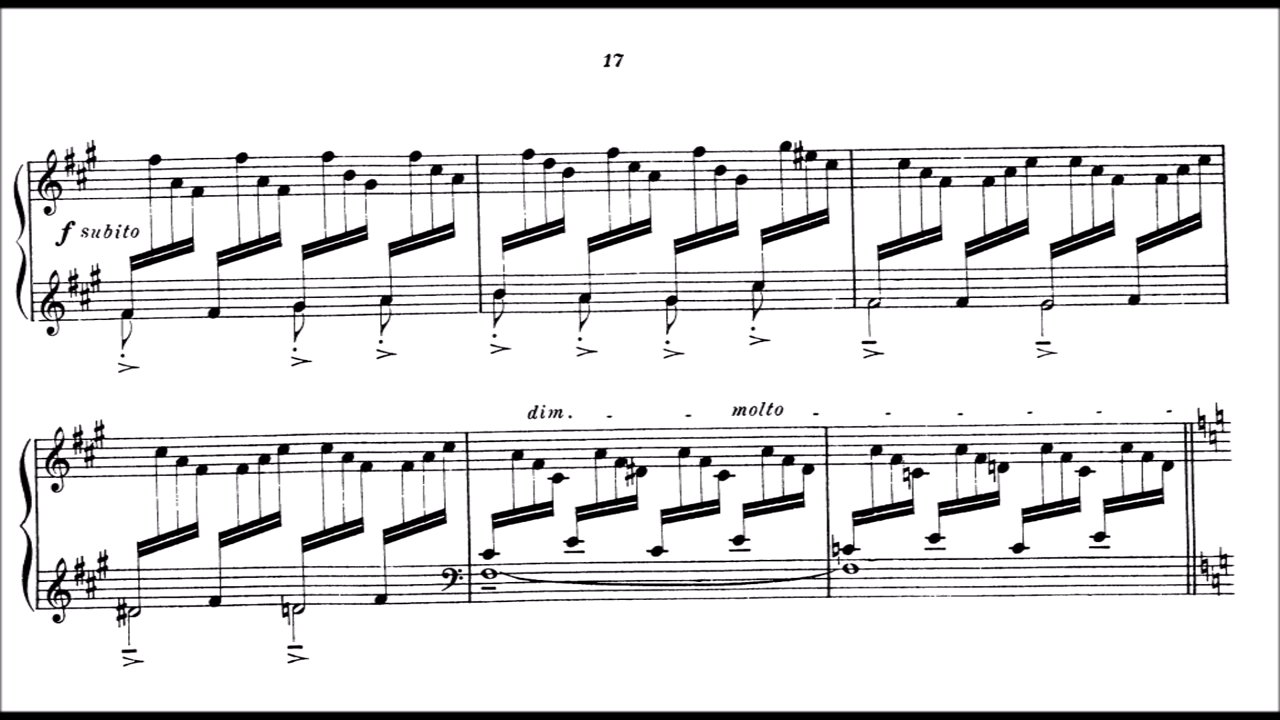 17
f subito
dim. - - molto - - - - -